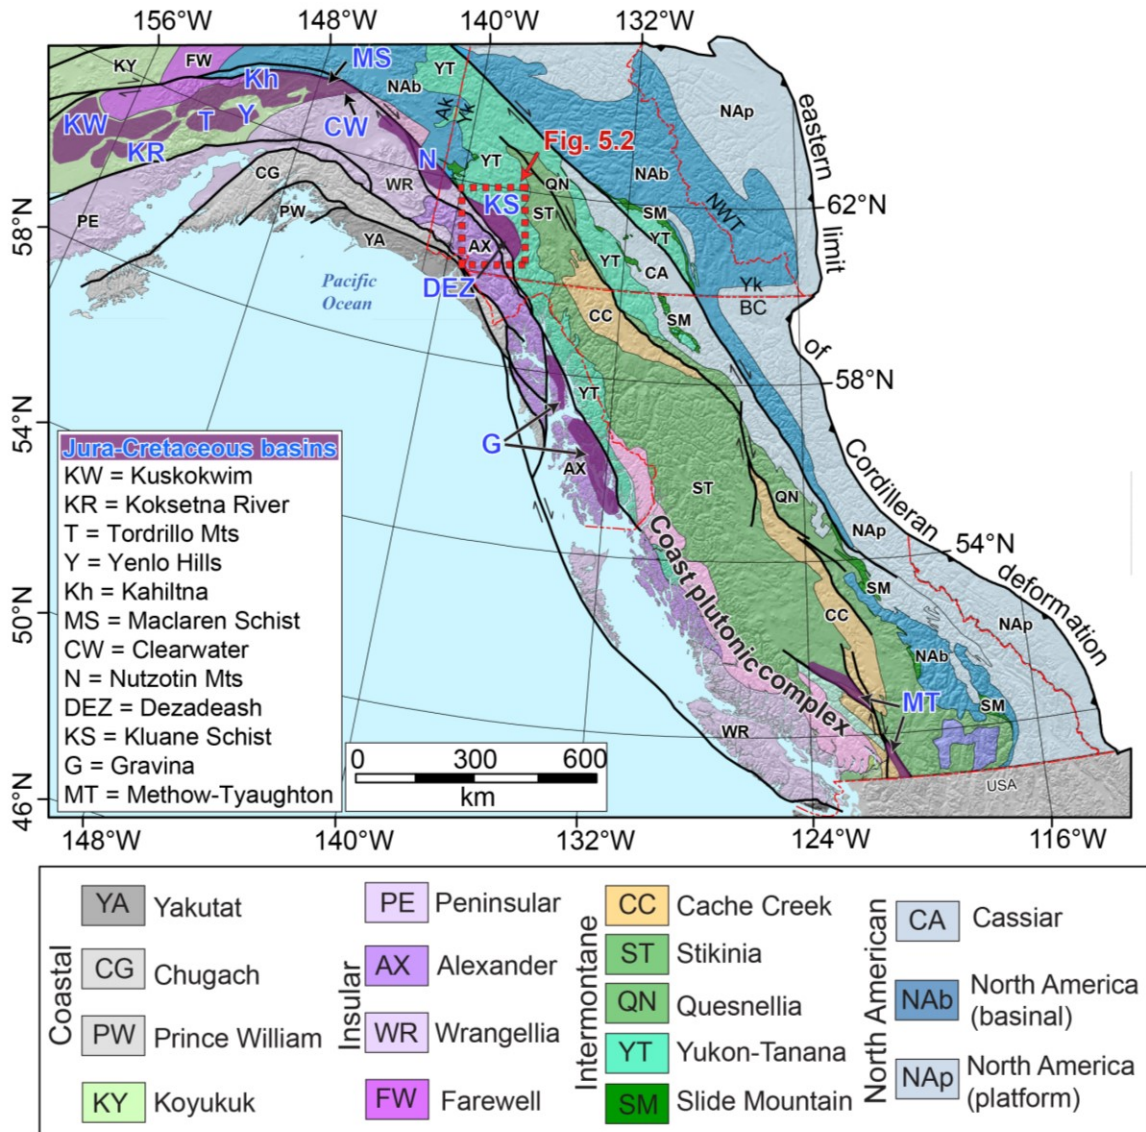 156°W
148°W
140°W
132°W
KY
FW
MS
Kh
NAb
YT
NAp
KW
T
Y
CW
Ak
Yk
KR
N
Fig. 5.2
eastern limit of Cordilleran deformation
CG
WR
YT
QN
NAb
NWT
62°N
58°N
PE
PW
YA
KS
ST
SM
YT
AX
YT
CA
Pacific
Ocean
DEZ
Yk
BC
CC
SM
58°N
54°N
YT
G
AX
ST
QN
NAp
54°N
Jura-Cretaceous basins
KW = Kuskokwim
KR = Koksetna River
T = Tordrillo Mts
Y = Yenlo Hills
Kh = Kahiltna
MS = Maclaren Schist
CW = Clearwater
N = Nutzotin Mts
DEZ = Dezadeash
KS = Kluane Schist
G = Gravina
MT = Methow-Tyaughton
50°N
46°N
Coast plutonic complex
SM
CC
NAp
NAb
MT
SM
WR
USA
0 300 600
km
148°W
140°W
132°W
124°W
116°W
Coastal
YA Yakutat
CG Chugach
PW Prince William
KY Koyukuk
Insular
PE Peninsular
AX Alexander
WR Wrangellia
FW Farewell
Intermontane
CC Cache Creek
ST Stikinia
QN Quesnellia
YT Yukon-Tanana
SM Slide Mountain
North American
CA Cassiar
NAb North America
(basinal)
NAp North America
(platform)